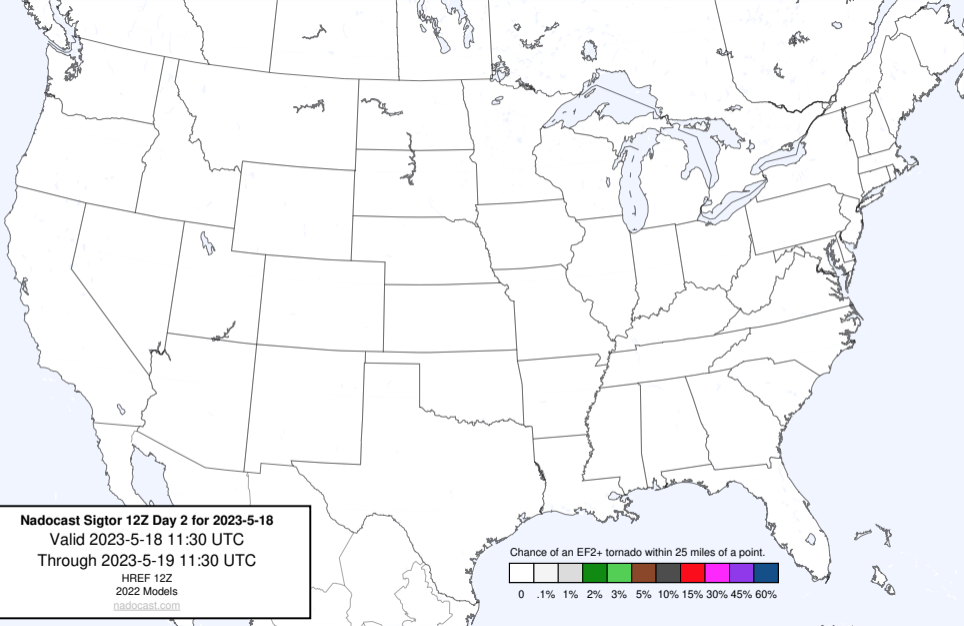 Nadocast Sigtor 12Z Day 2 for 2023-5-18
Valid 2023-5-18 11:30 UTC
Through 2023-5-19 11:30 UTC
HREF 12Z
2022 Models
nadocast.com
Chance of an EF2+ tornado within 25 miles of a point.
0 .1% 1% 2% 3% 5% 10% 15% 30% 45% 60%